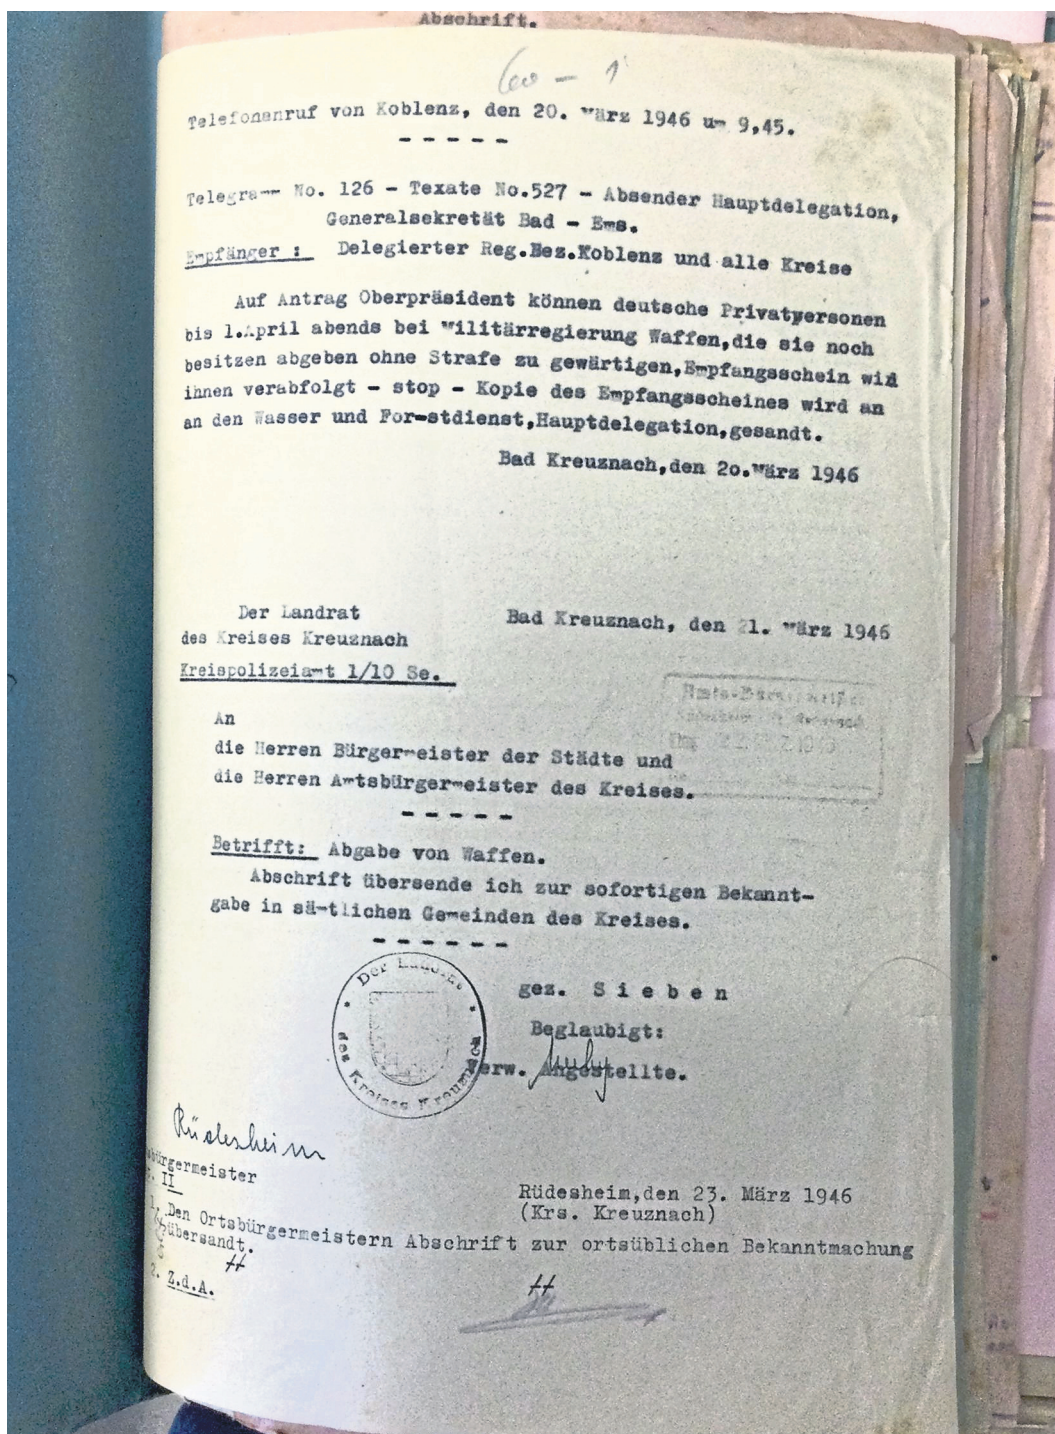 Abschrift.
60 - 1
Telefonanruf von Koblenz, den 20. März 1946 um 9,45.
- - - - -
Telegramm No. 126 - Texate No.527 - Absender Hauptdelegation,
Generalsekretät Bad - Ems.
Empfänger : Delegierter Reg.Bez.Koblenz und alle Kreise
Auf Antrag Oberpräsident können deutsche Privatpersonen
bis 1.April abends bei Militärregierung Waffen,die sie noch
besitzen abgeben ohne Strafe zu gewärtigen,Empfangsschein wid
ihnen verabfolgt - stop - Kopie des Empfangsscheines wird an
an den Wasser und Forstdienst,Hauptdelegation,gesandt.
Bad Kreuznach,den 20.März 1946
Der Landrat
des Kreises Kreuznach
Kreispolizeiamt 1/10 Se.
Bad Kreuznach, den 21. März 1946
An
die Herren Bürgermeister der Städte und
die Herren Amtsbürgermeister des Kreises.
- - - - -
Betrifft: Abgabe von Waffen.
Abschrift übersende ich zur sofortigen Bekannt-
gabe in sämtlichen Gemeinden des Kreises.
- - - - - -
Der Landrat
des Kreises Kreuznach
gez. S i e b e n
Beglaubigt:
Verw. Angestellte.
Rüdesheim
bürgermeister
II
Rüdesheim,den 23. März 1946
(Krs. Kreuznach)
1. Den Ortsbürgermeistern Abschrift zur ortsüblichen Bekanntmachung
übersandt.
2. Z.d.A.